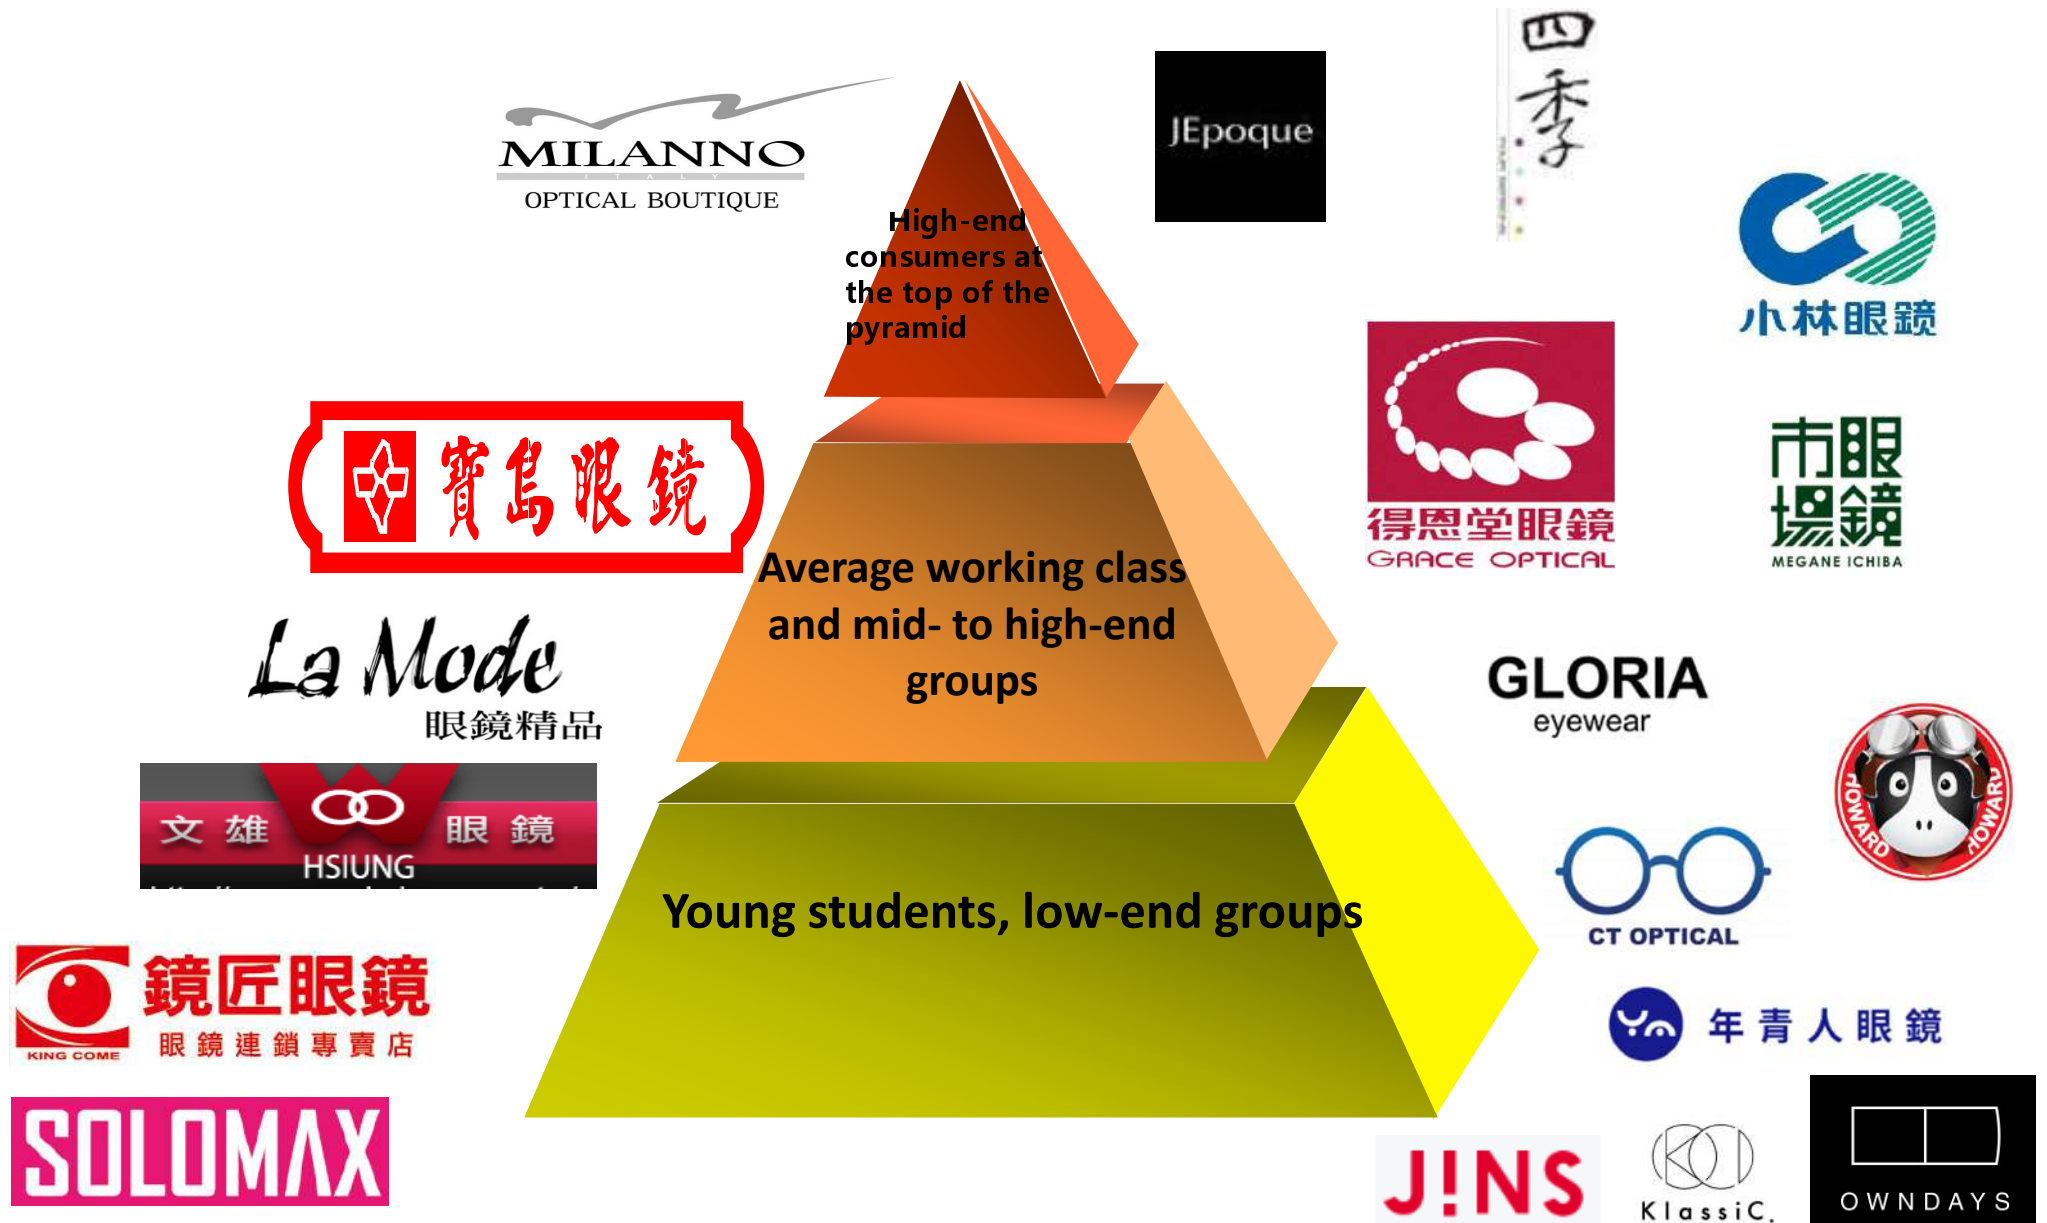 MILANNO
ITALY
OPTICAL BOUTIQUE
JEpoque
四季
小林眼鏡
High-end
consumers at
the top of the
pyramid
寶島眼鏡
得恩堂眼鏡
GRACE OPTICAL
眼鏡
市場
MEGANE ICHIBA
Average working class
and mid- to high-end
groups
La Mode
眼鏡精品
GLORIA
eyewear
HOWARD
HOWARD
文雄眼鏡
HSIUNG
CT OPTICAL
Young students, low-end groups
KING COME
鏡匠眼鏡
眼鏡連鎖專賣店
年青人眼鏡
SOLOMAX
J!NS
KlassiC.
OWNDAYS